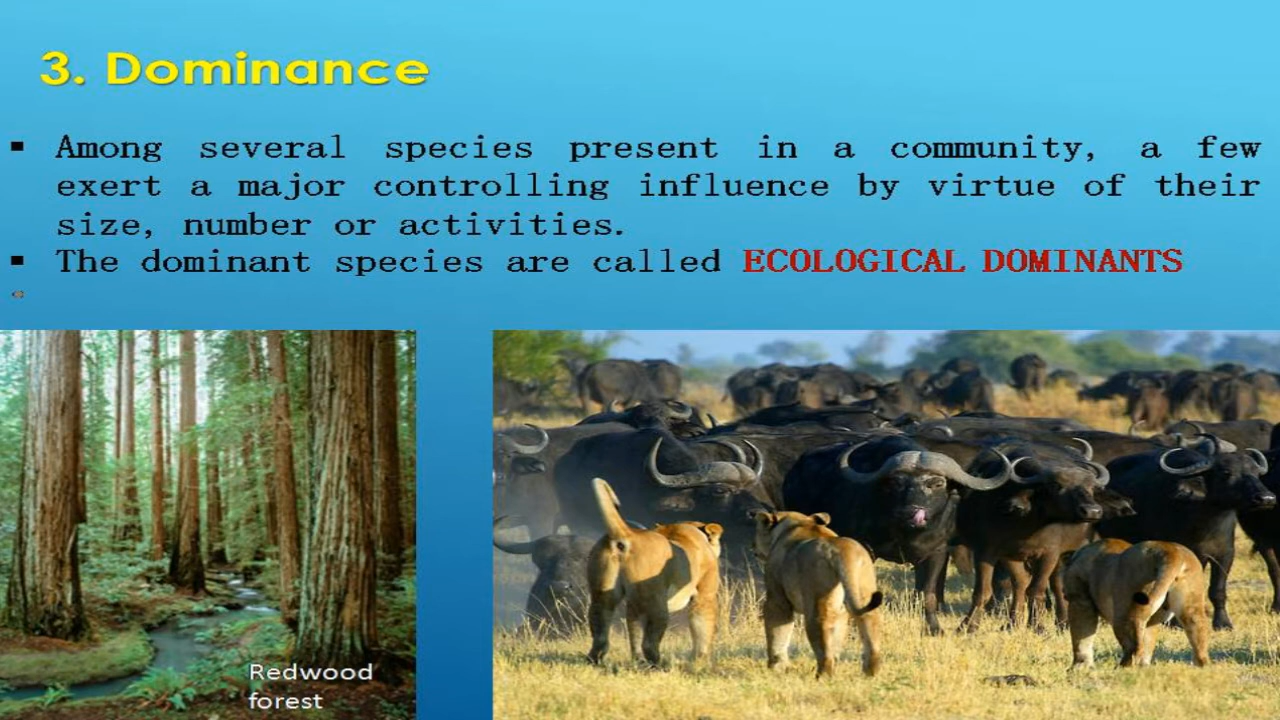 3. Dominance
▪ Among several species present in a community, a few
exert a major controlling influence by virtue of their
size, number or activities.
▪ The dominant species are called ECOLOGICAL DOMINANTS
Redwood
forest